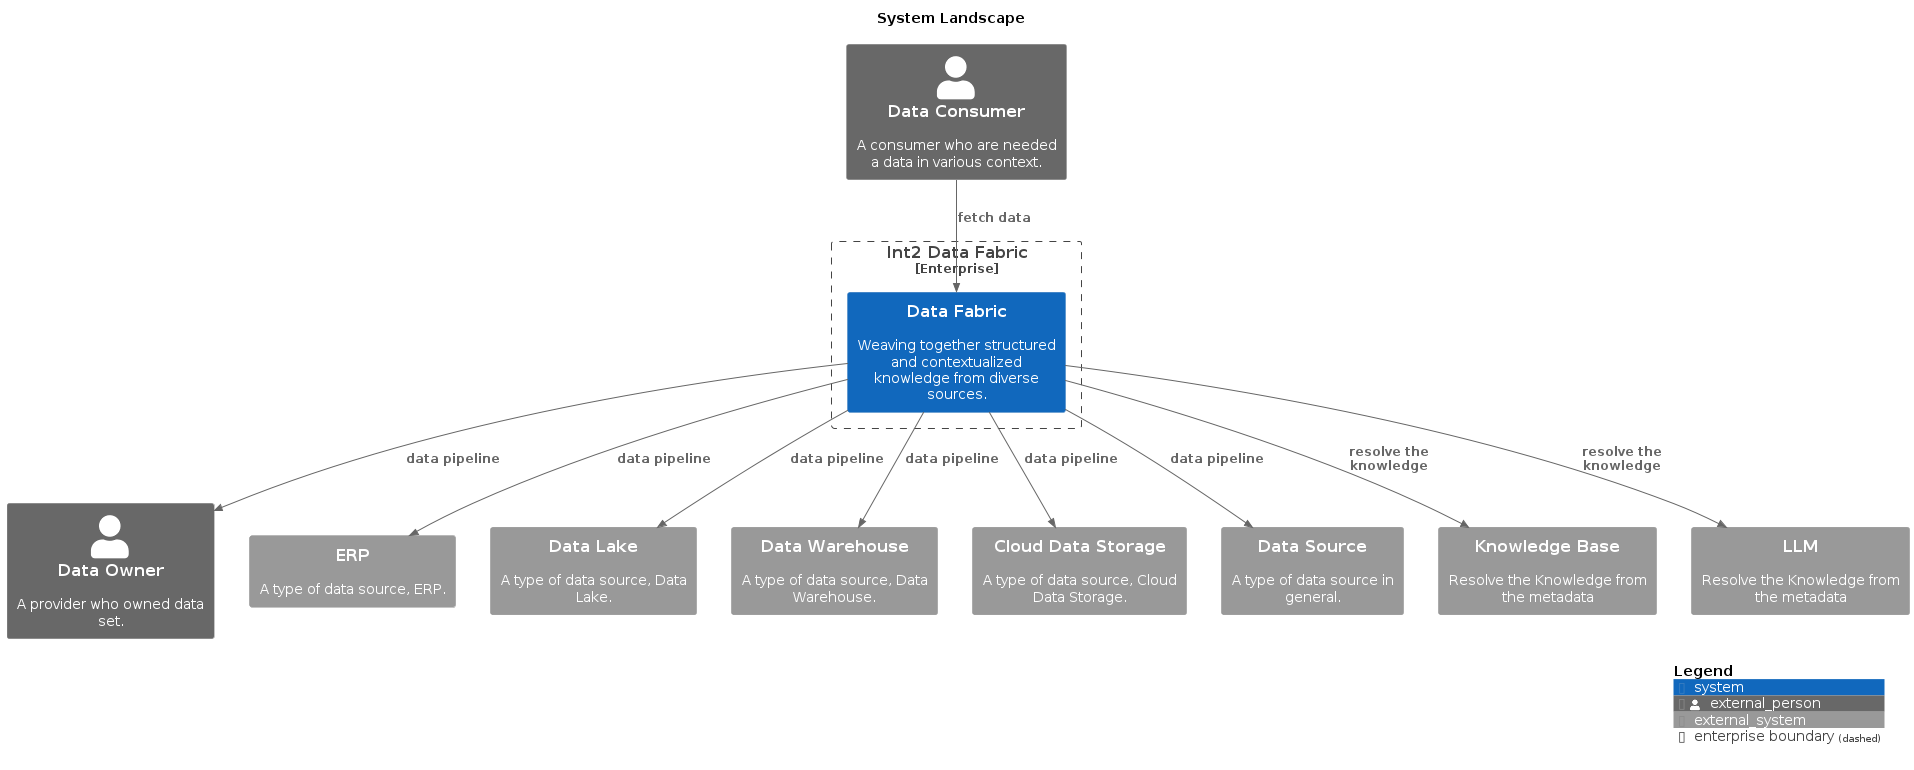 System Landscape
Data Consumer
A consumer who are needed
a data in various context.
fetch data
Int2 Data Fabric
[Enterprise]
Data Fabric
Weaving together structured
and contextualized
knowledge from diverse
sources.
data pipeline
data pipeline
data pipeline
data pipeline
data pipeline
data pipeline
resolve the
knowledge
resolve the
knowledge
Data Owner
A provider who owned data
set.
ERP
A type of data source, ERP.
Data Lake
A type of data source, Data
Lake.
Data Warehouse
A type of data source, Data
Warehouse.
Cloud Data Storage
A type of data source, Cloud
Data Storage.
Data Source
A type of data source in
general.
Knowledge Base
Resolve the Knowledge from
the metadata
LLM
Resolve the Knowledge from
the metadata
Legend
system
external_person
external_system
enterprise boundary (dashed)